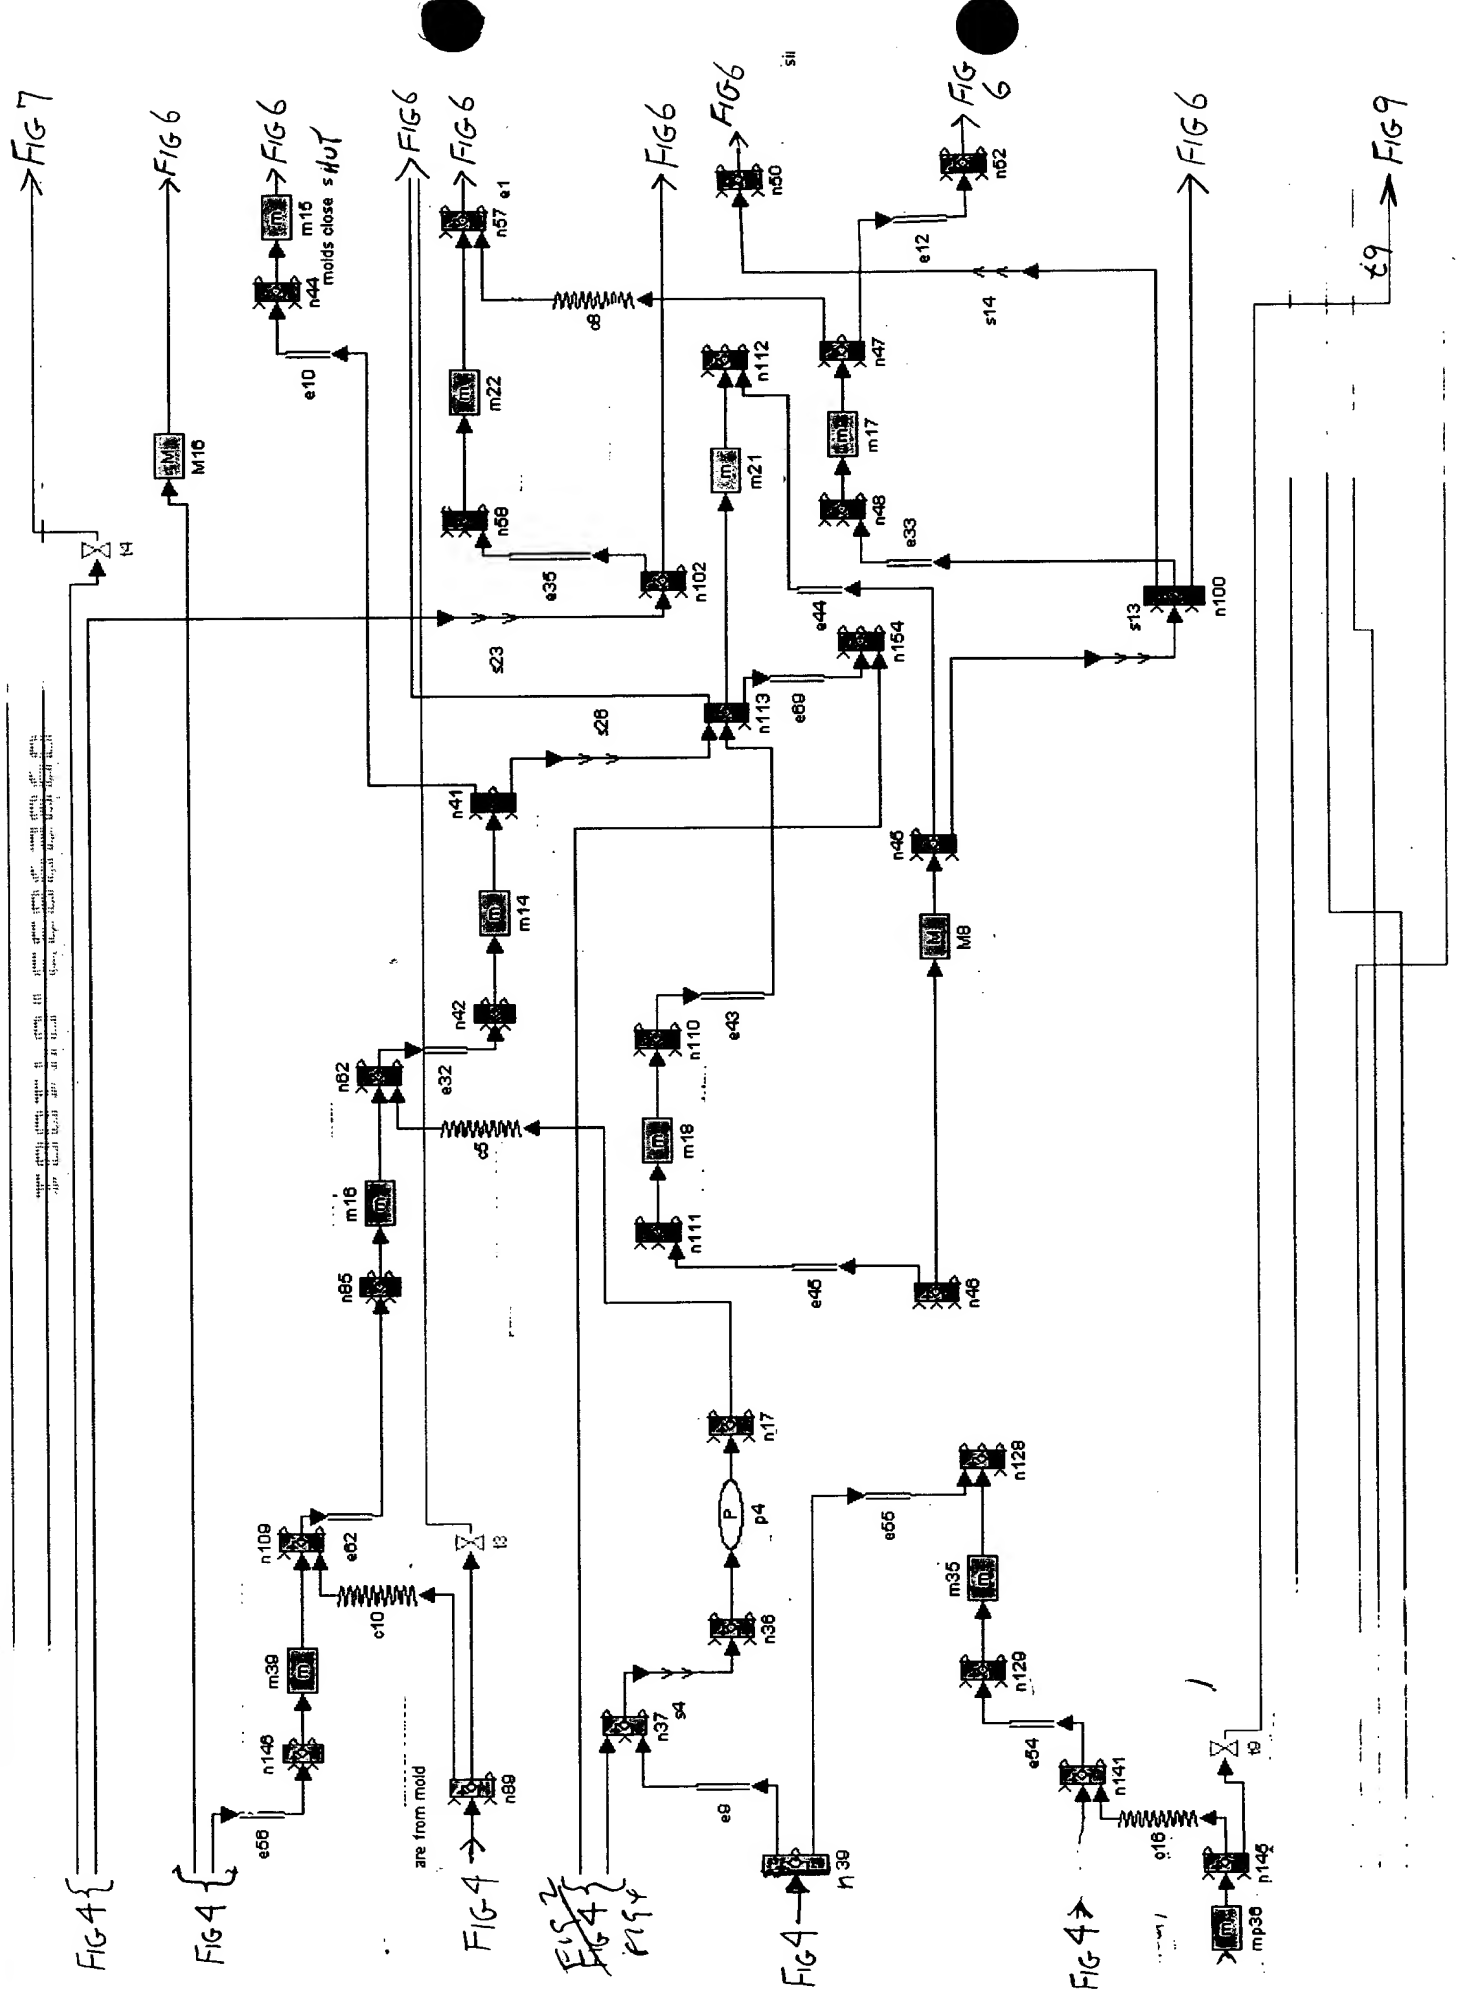 FIG 7
t4
FIG 6
M16
FIG 6
m15
molds close shut
n44
e10
FIG 6
FIG 6
e1
n57
m22
c8
n58
e35
FIG 6
n102
s23
FIG 6
n50
sll
n112
m21
n113
s26
e69
n154
e44
FIG 6
n52
e12
n47
m17
n48
e33
s14
FIG 6
s13
n100
FIG 9
t9
n41
m14
n42
e32
n62
c5
m16
n85
e62
n109
c10
m39
n146
e56
t3
are from mold
n89
e43
n110
m18
n111
e45
n45
M8
n46
n17
P
p4
n36
s4
n37
e9
n39
e55
n128
m35
n129
e54
n141
c16
n145
t9
mp36
FIG 4
FIG 4
FIG 4
FIG 2
FIG 4
FIG 4
FIG 4
FIG 4